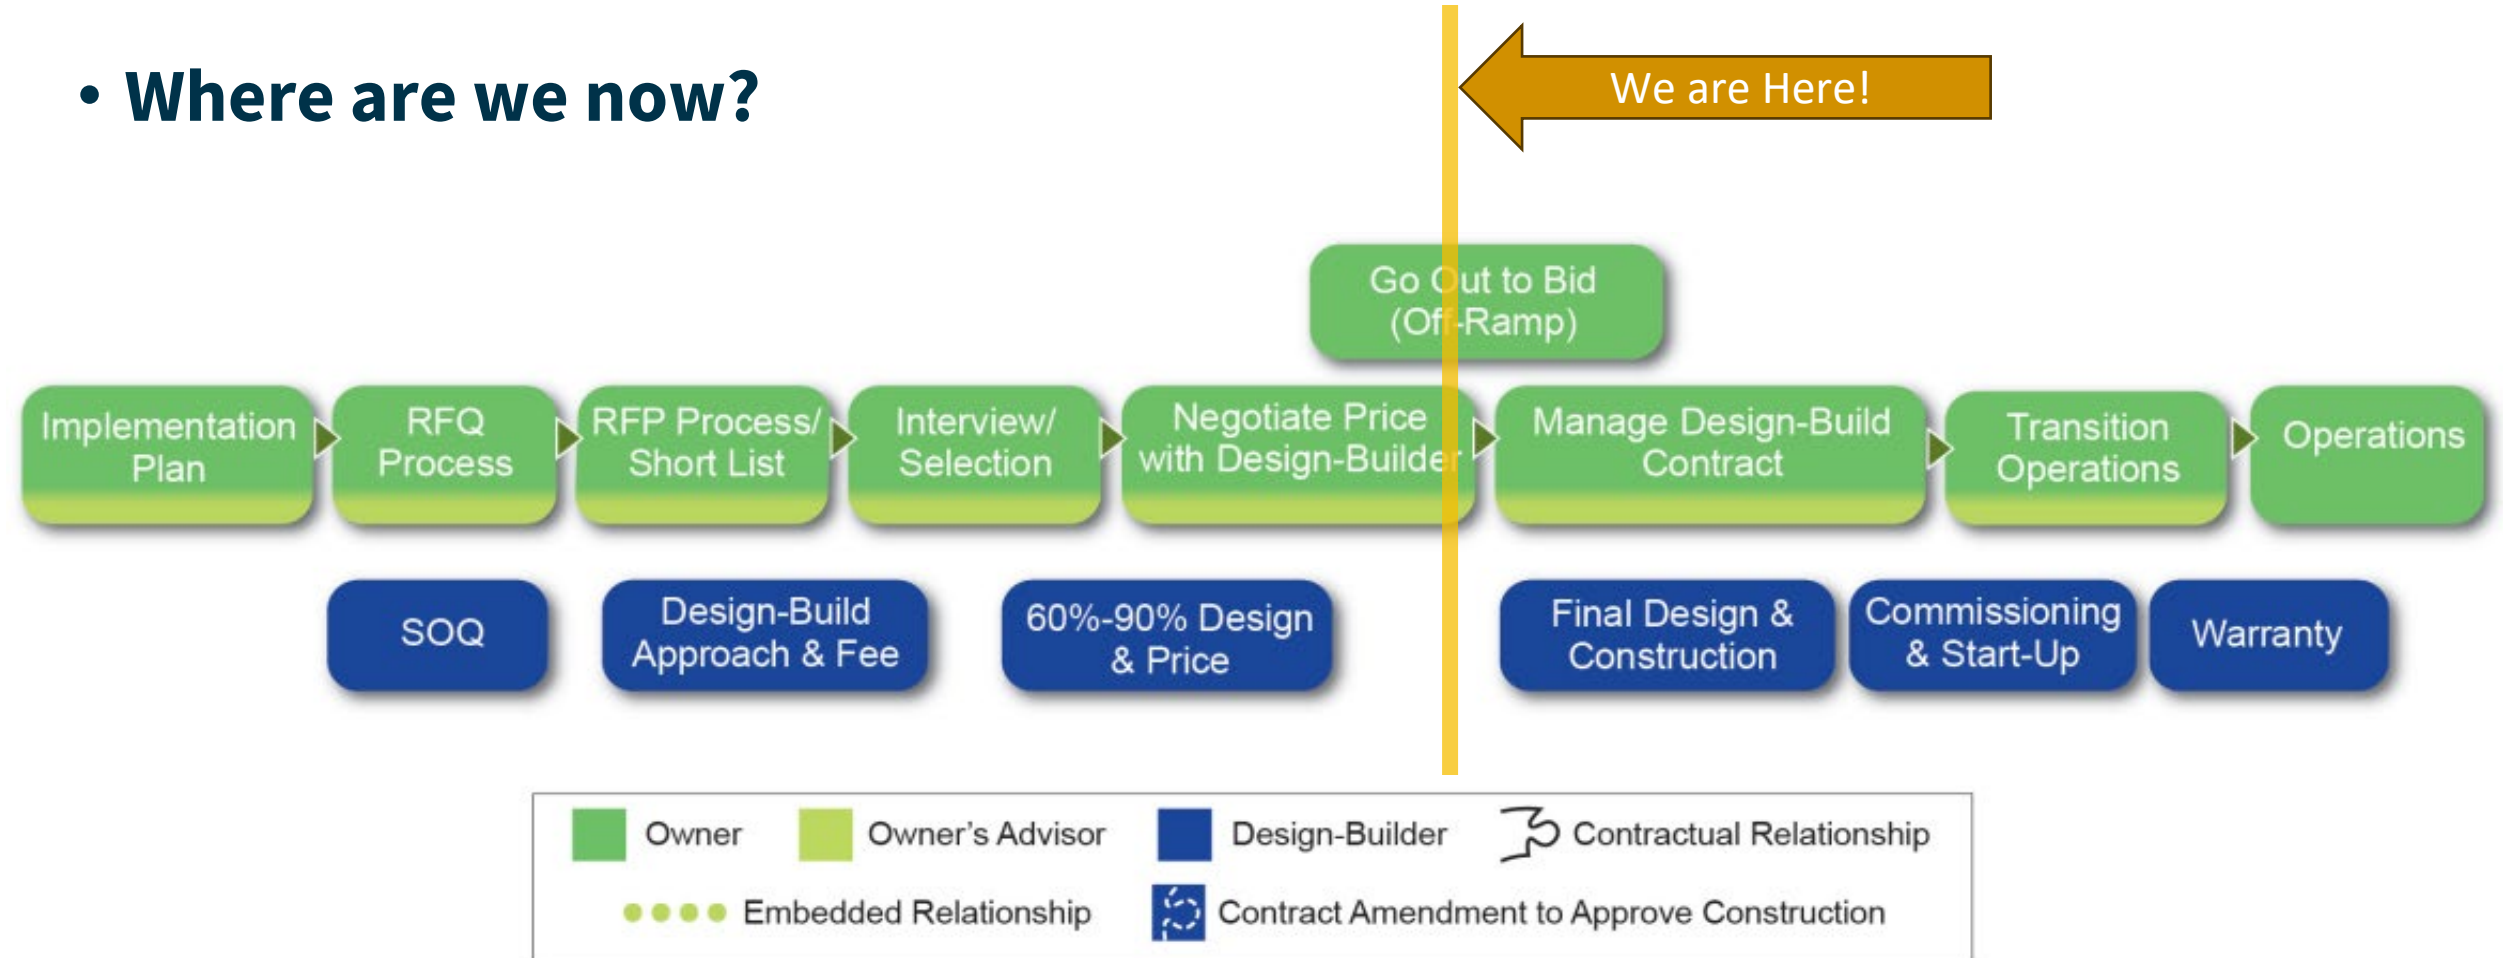 • Where are we now?
We are Here!
Go Out to Bid
(Off-Ramp)
Implementation
Plan
RFQ
Process
RFP Process/
Short List
Interview/
Selection
Negotiate Price
with Design-Builder
Manage Design-Build
Contract
Transition
Operations
Operations
SOQ
Design-Build
Approach & Fee
60%-90% Design
& Price
Final Design &
Construction
Commissioning
& Start-Up
Warranty
Owner
Owner's Advisor
Design-Builder
Contractual Relationship
Embedded Relationship
Contract Amendment to Approve Construction